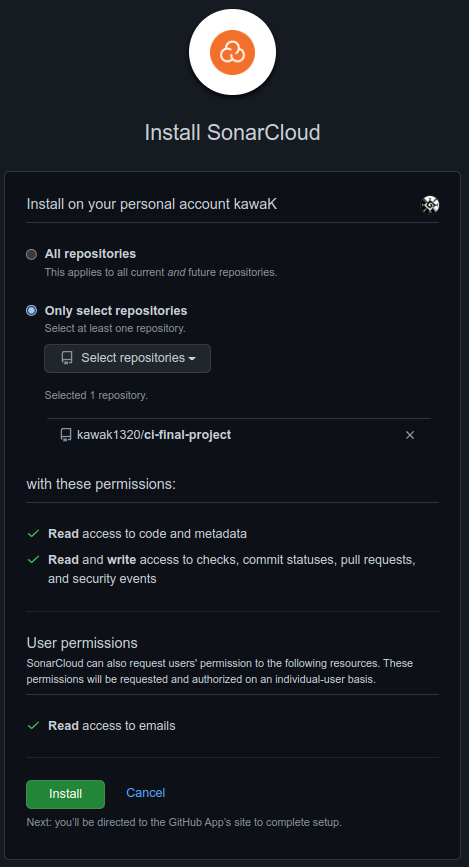 Install SonarCloud
Install on your personal account kawaK
All repositories
This applies to all current and future repositories.
Only select repositories
Select at least one repository.
Select repositories
Selected 1 repository.
kawak1320/ci-final-project
with these permissions:
Read access to code and metadata
Read and write access to checks, commit statuses, pull requests,
and security events
User permissions
SonarCloud can also request users' permission to the following resources. These
permissions will be requested and authorized on an individual-user basis.
Read access to emails
Install Cancel
Next: you'll be directed to the GitHub App's site to complete setup.